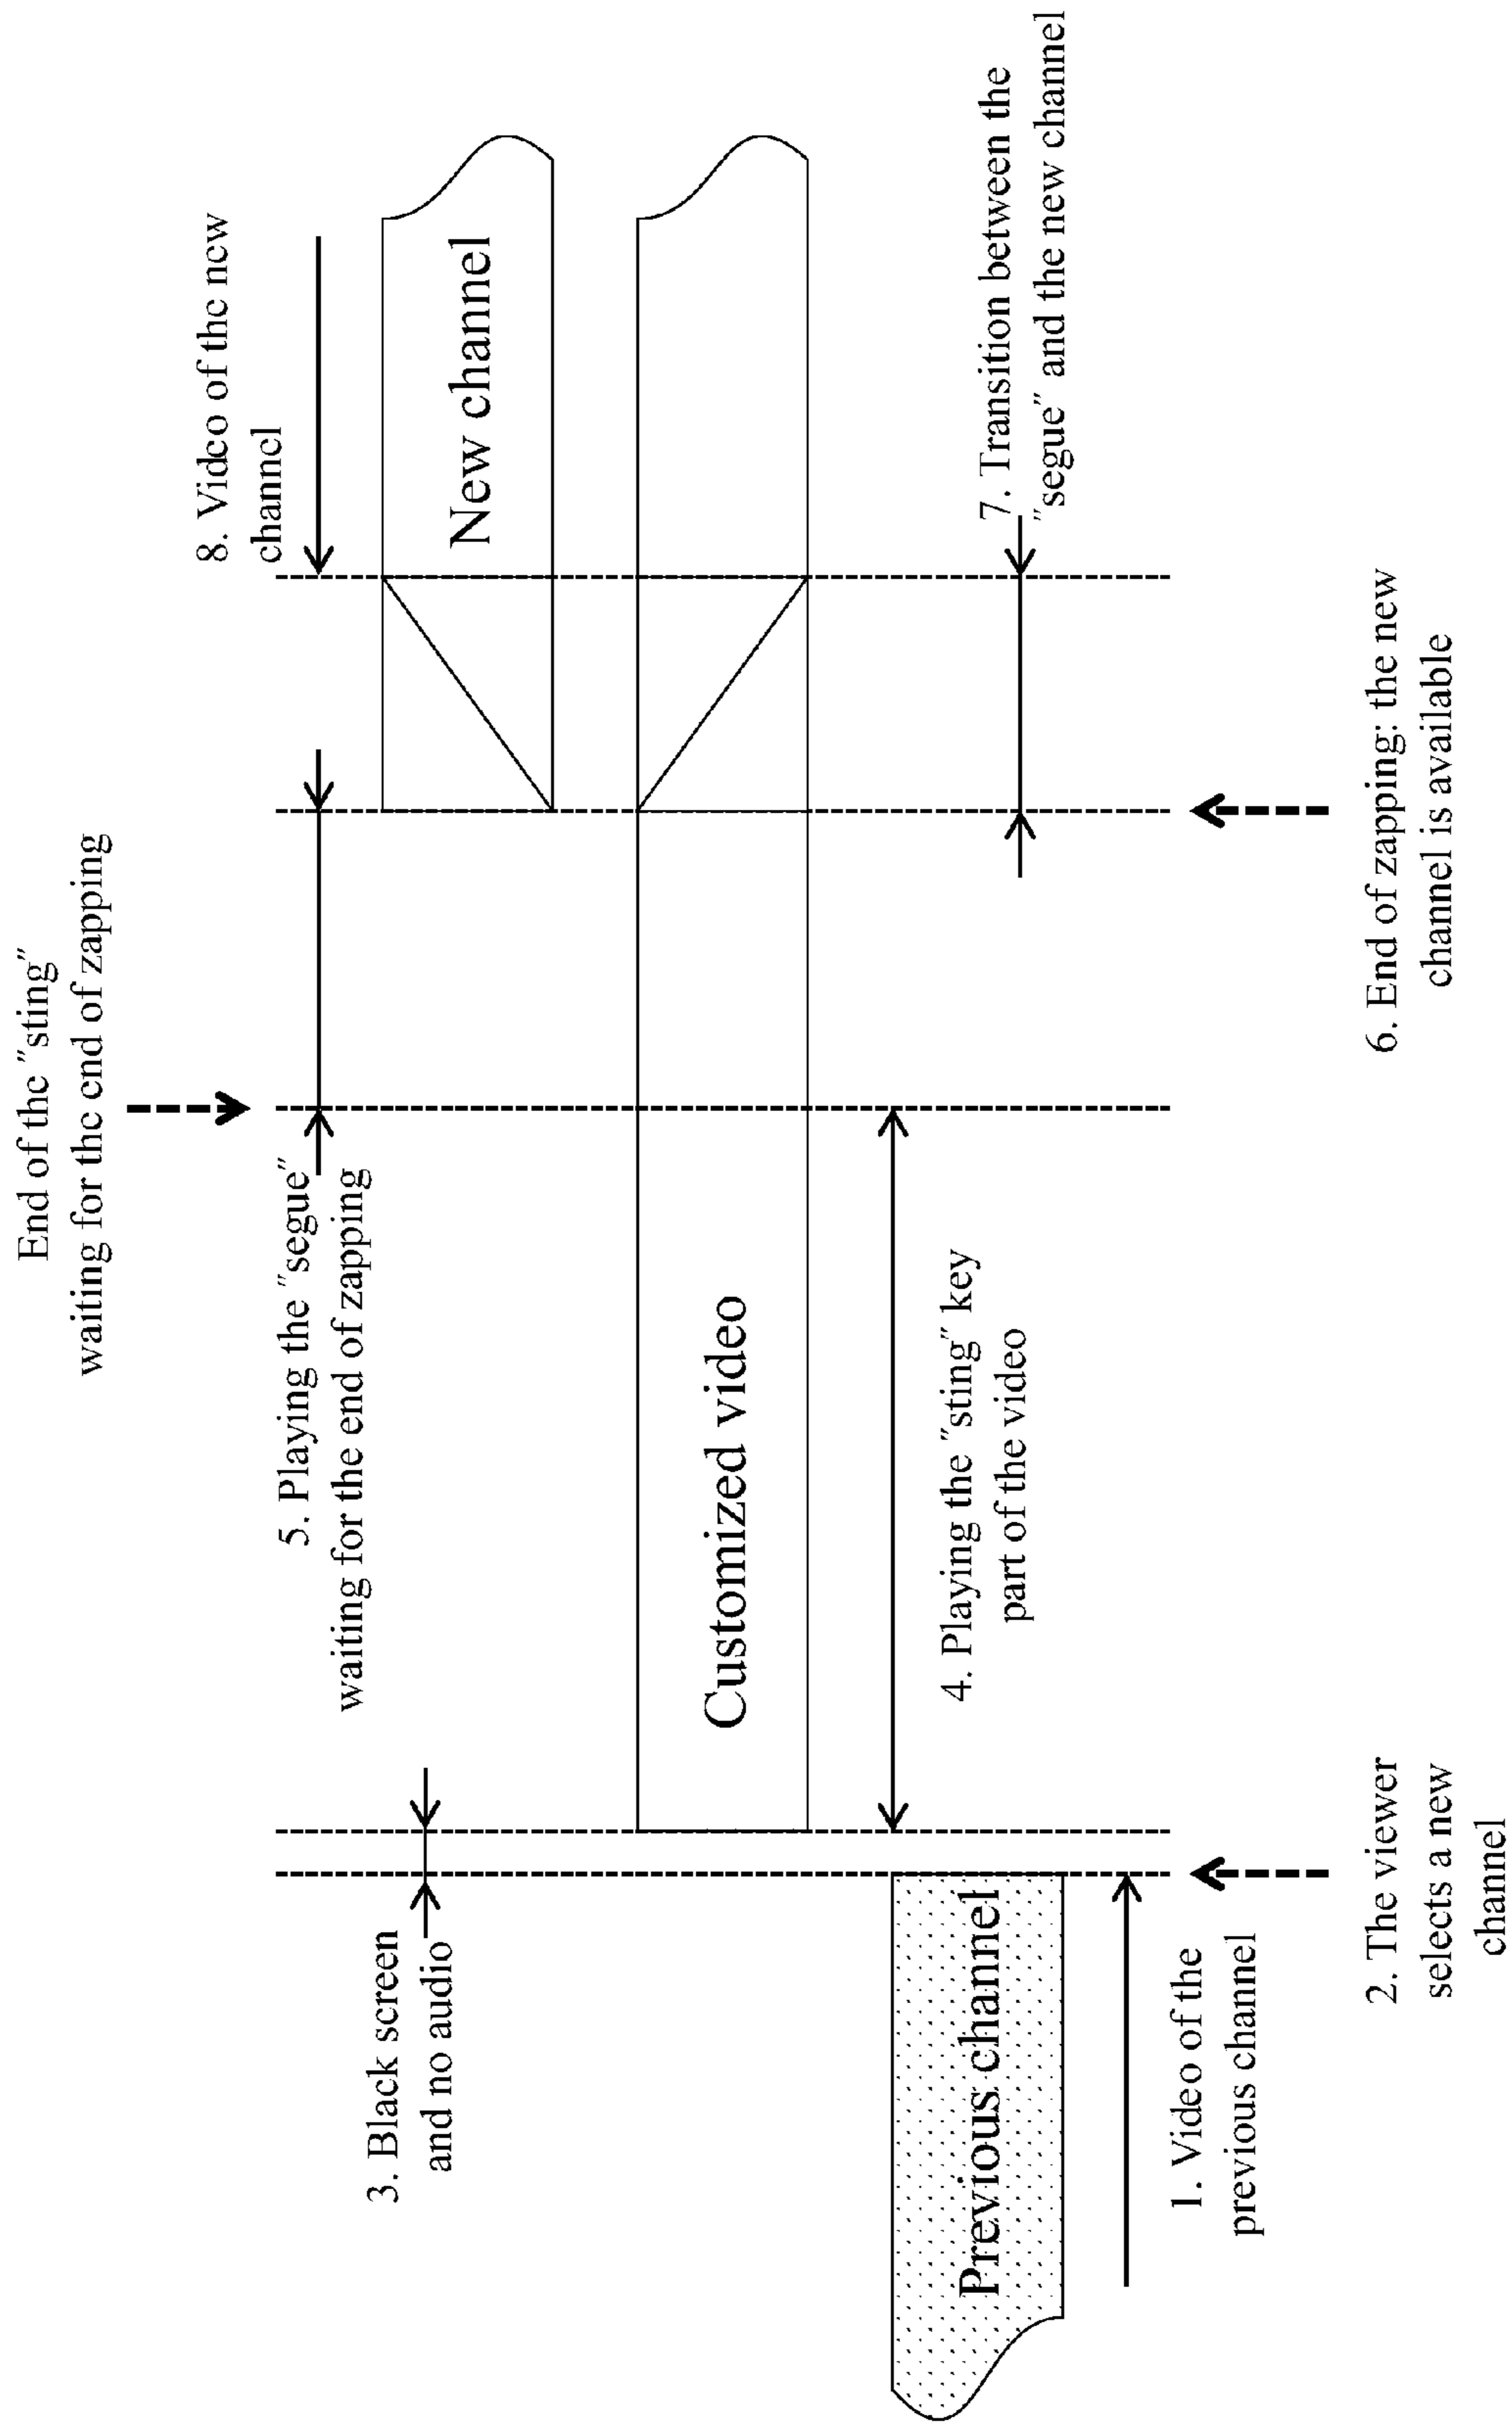 End of the "sting"
waiting for the end of zapping
8. Video of the new
channel
5. Playing the "segue"
waiting for the end of zapping
3. Black screen
and no audio
New channel
Customized video
Previous channel
4. Playing the "sting" key
part of the video
7. Transition between the
"segue" and the new channel
1. Video of the
previous channel
2. The viewer
selects a new
channel
6. End of zapping: the new
channel is available